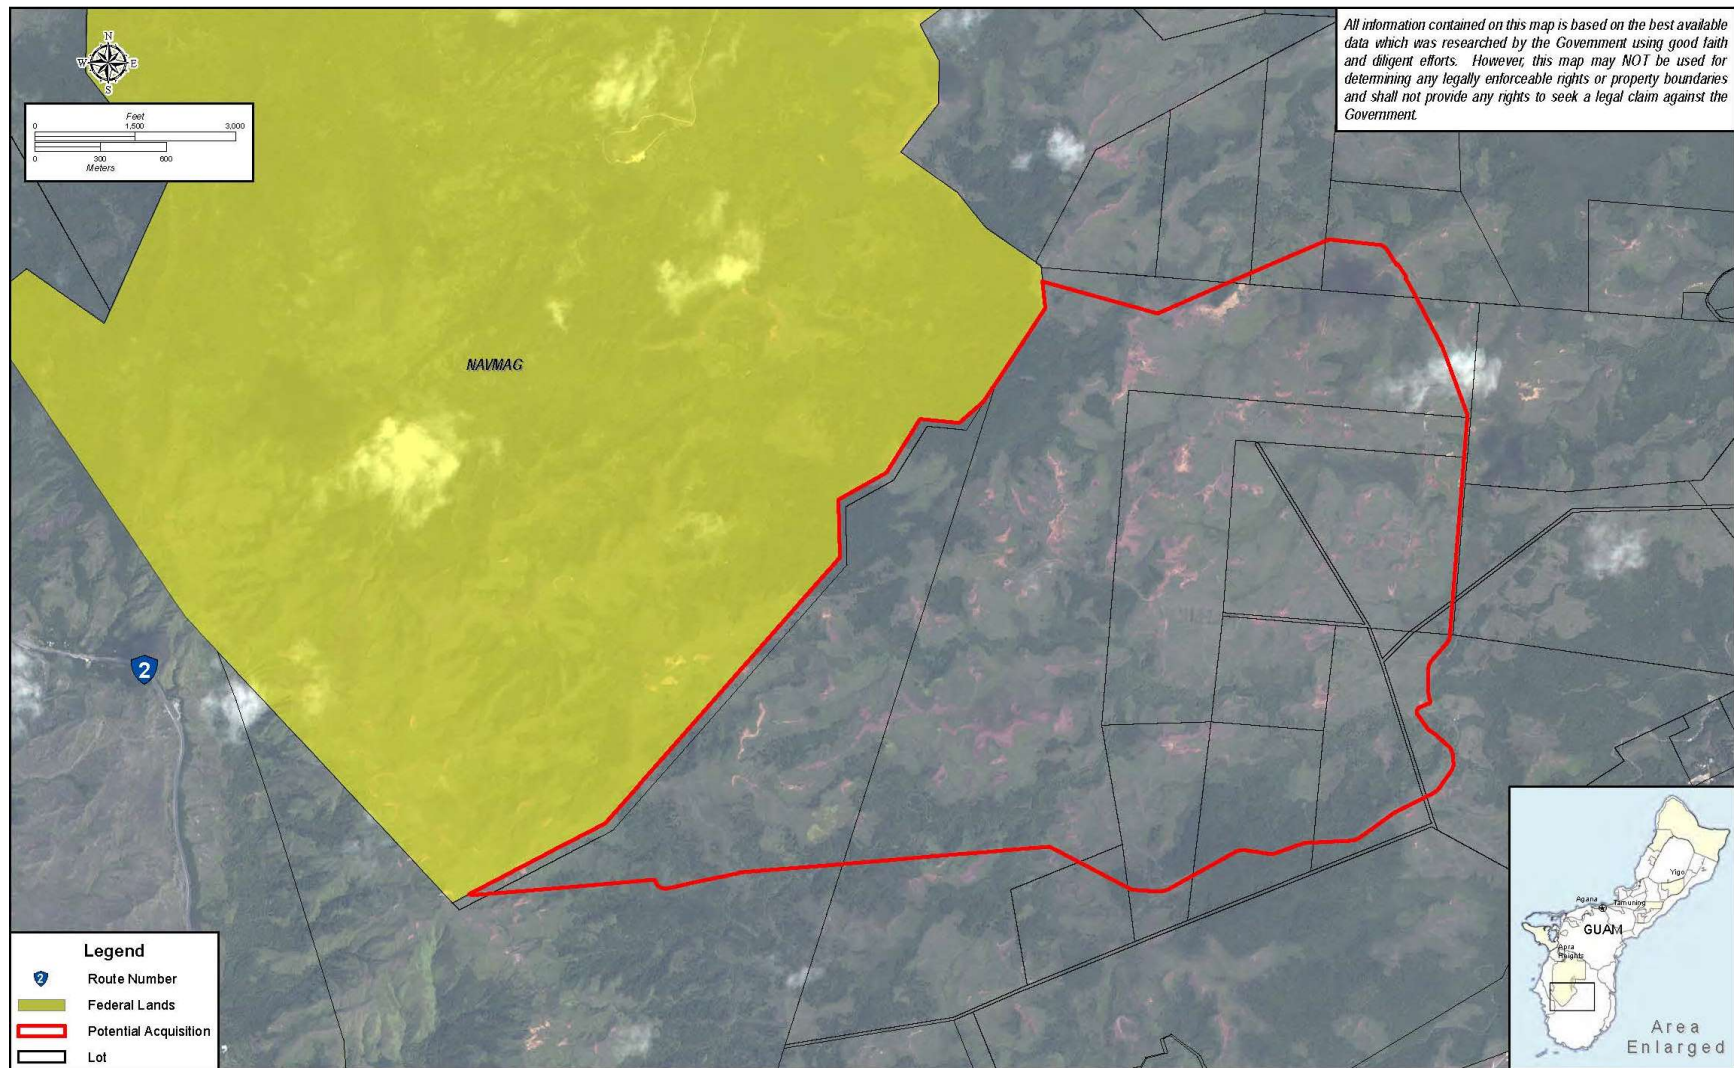 All information contained on this map is based on the best available
data which was researched by the Government using good faith
and diligent efforts. However, this map may NOT be used for
determining any legally enforceable rights or property boundaries
and shall not provide any rights to seek a legal claim against the
Government.
N
W E
S
Feet
0 1,500 3,000
0 300 600
Meters
NAVMAG
2
Legend
2 Route Number
Federal Lands
Potential Acquisition
Lot
Yigo
Agana Tamuning
GUAM
Apra
Heights
Area
Enlarged